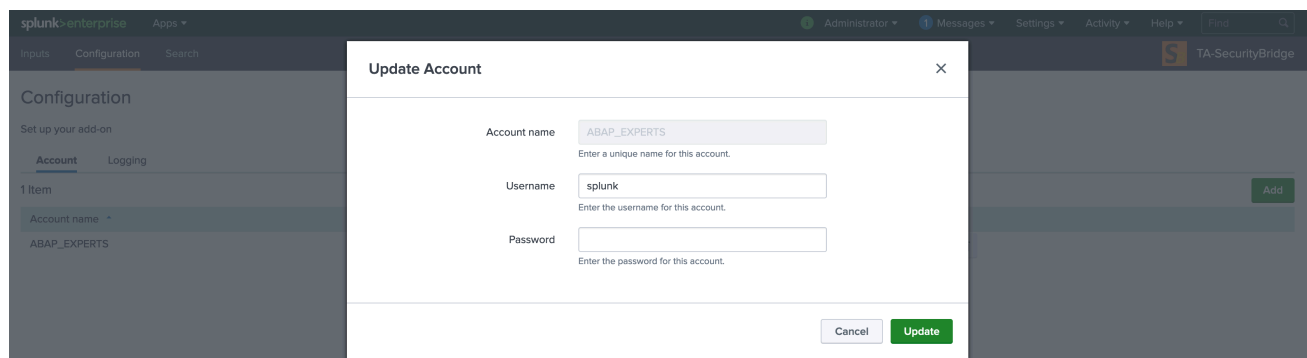 splunk>enterprise Apps ▾ i Administrator ▾ 1 Messages ▾ Settings ▾ Activity ▾ Help ▾ Find
Inputs Configuration Search S TA-SecurityBridge
Update Account
Configuration
Set up your add-on
Account name ABAP_EXPERTS
Enter a unique name for this account.
Account Logging
1 Item
Username splunk
Add
Enter the username for this account.
Account name
ABAP_EXPERTS
Password
Enter the password for this account.
Cancel Update